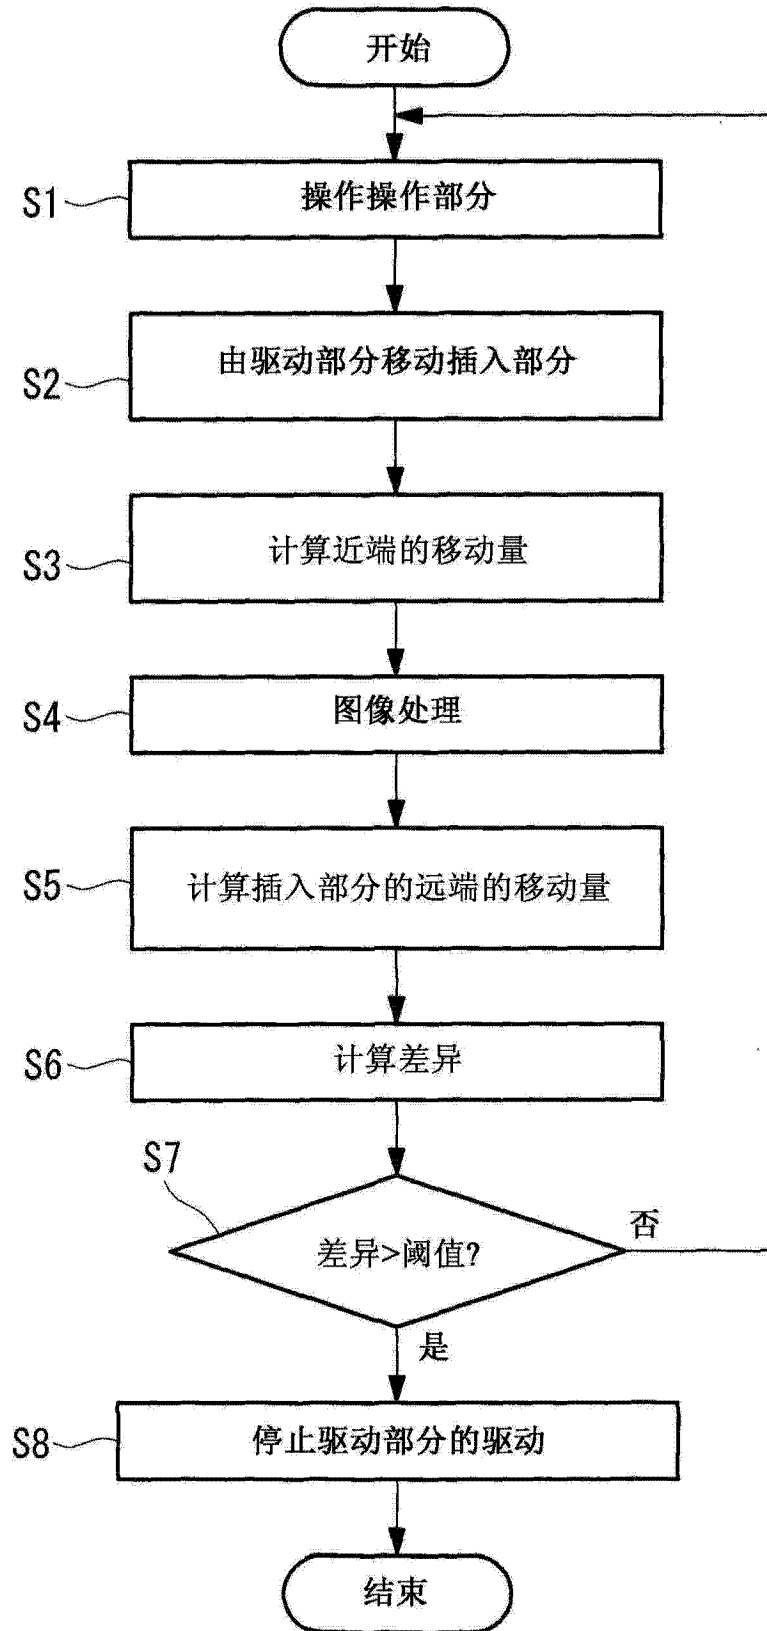 开始
S1
操作操作部分
S2
由驱动部分移动插入部分
S3
计算近端的移动量
S4
图像处理
S5
计算插入部分的远端的移动量
S6
计算差异
S7
差异>阈值?
否
是
S8
停止驱动部分的驱动
结束